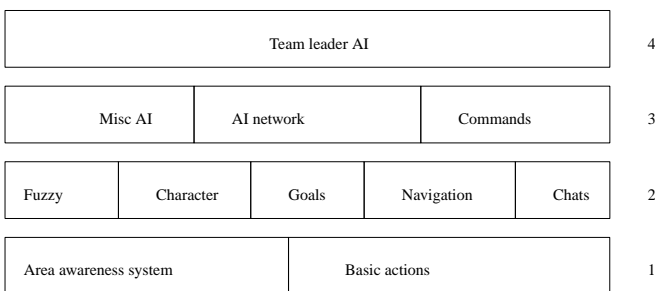 Team leader AI 4
Misc AI AI network Commands 3
Fuzzy Character Goals Navigation Chats 2
Area awareness system Basic actions 1